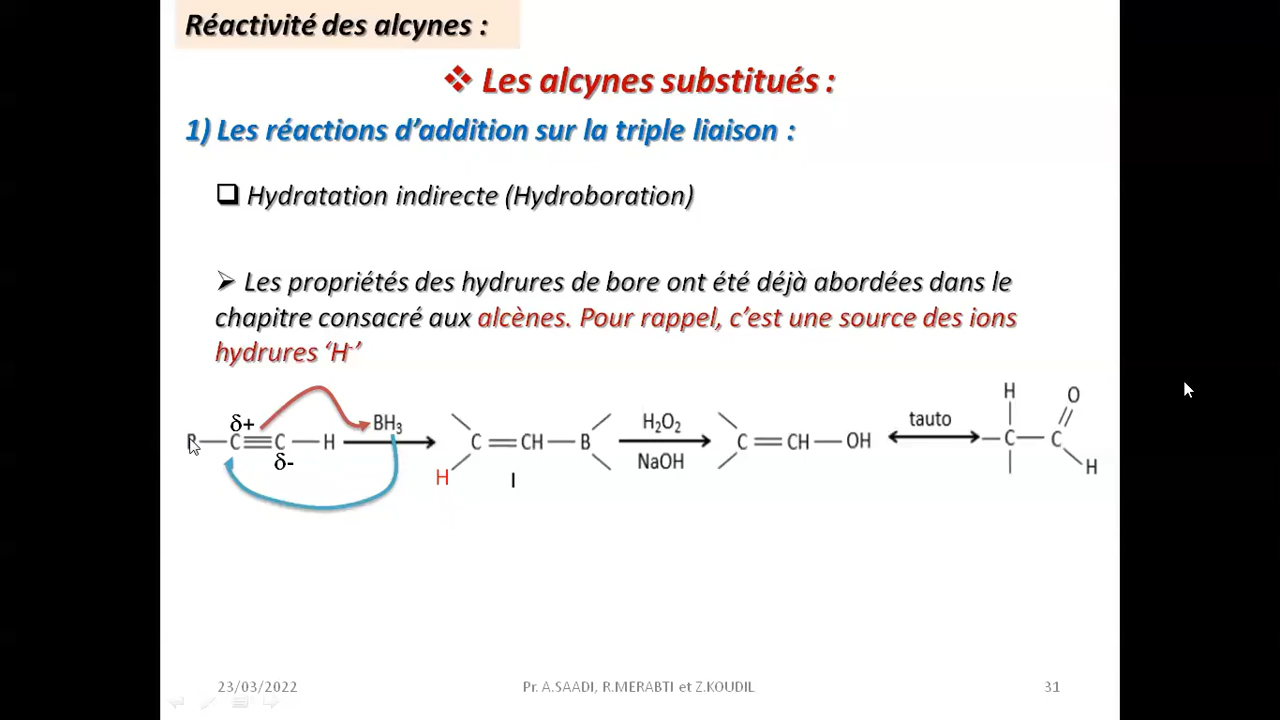 Réactivité des alcynes :
❖ Les alcynes substitués :
1) Les réactions d'addition sur la triple liaison :
❑ Hydratation indirecte (Hydroboration)
➢ Les propriétés des hydrures de bore ont été déjà abordées dans le
chapitre consacré aux alcènes. Pour rappel, c'est une source des ions
hydrures 'H-'
δ+ BH3 H2O2 tauto H O
R—C≡C—H C=CH—B C=CH—OH —C—C
δ- NaOH H
H I
23/03/2022 Pr. A.SAADI, R.MERABTI et Z.KOUDIL 31